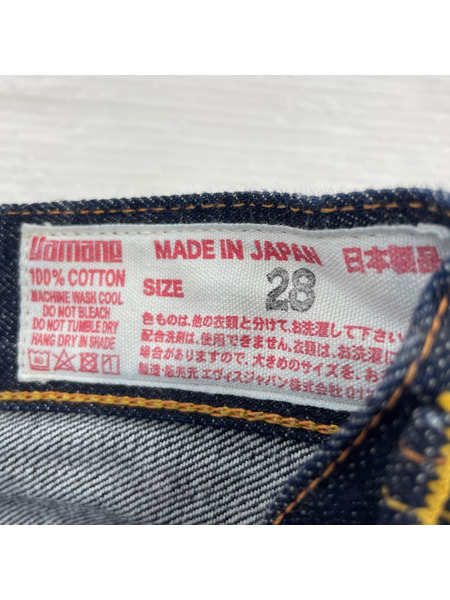 Yamane
MADE IN JAPAN 日本製品
100% COTTON
SIZE 28
MACHINE WASH COOL
DO NOT BLEACH
DO NOT TUMBLE DRY
HANG DRY IN SHADE
色ものは、他の衣類と分けて、お洗濯して下さい
配合洗剤は、使用できません。衣類は、お洗濯に
場合がありますので、大きめのサイズを、お
製造・販売元 エヴィスジャパン株式会社